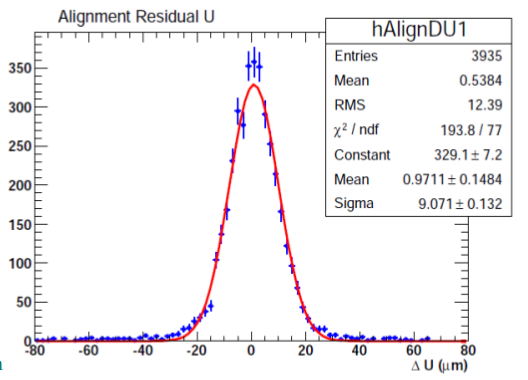 Alignment Residual U
hAlignDU1
Entries 3935
Mean 0.5384
RMS 12.39
χ² / ndf 193.8 / 77
Constant 329.1 ± 7.2
Mean 0.9711 ± 0.1484
Sigma 9.071 ± 0.132
350
300
250
200
150
100
50
0
-80 -60 -40 -20 0 20 40 60 80
Δ U (μm)